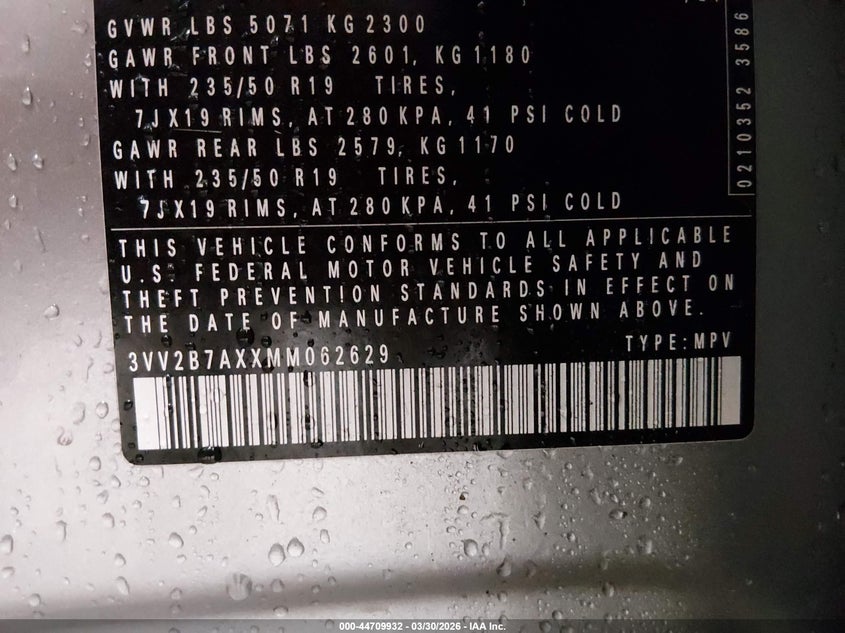 GVWR LBS 5071 KG 2300
GAWR FRONT LBS 2601, KG 1180
WITH 235/50 R19 TIRES,
7JX19 RIMS, AT 280 KPA, 41 PSI COLD
GAWR REAR LBS 2579, KG 1170
WITH 235/50 R19 TIRES,
7JX19 RIMS, AT 280 KPA, 41 PSI COLD
0210352 3586
THIS VEHICLE CONFORMS TO ALL APPLICABLE
U.S. FEDERAL MOTOR VEHICLE SAFETY AND
THEFT PREVENTION STANDARDS IN EFFECT ON
THE DATE OF MANUFACTURE SHOWN ABOVE.
3VV2B7AXXMM062629 TYPE: MPV
000-44709932 - 03/30/2026 - IAA Inc.